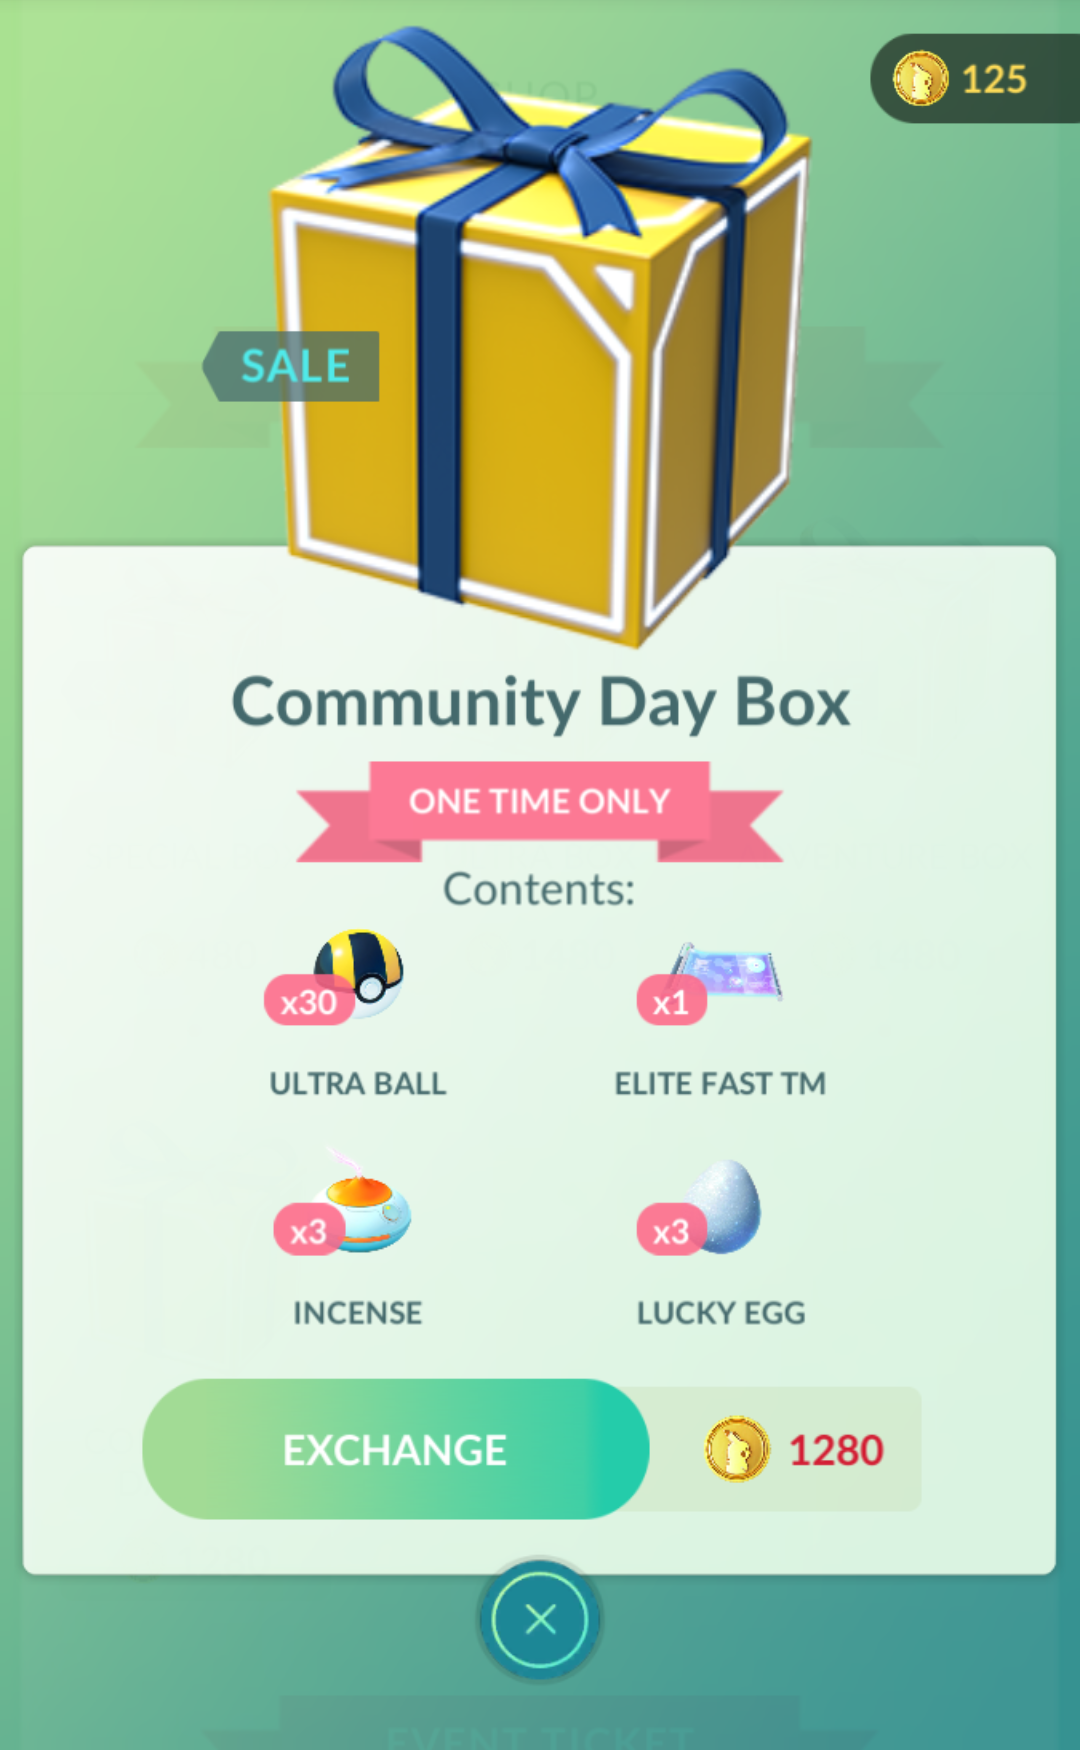 SHOP
125
SALE
Community Day Box
ONE TIME ONLY
Contents:
x30
x1
ULTRA BALL
ELITE FAST TM
x3
x3
INCENSE
LUCKY EGG
EXCHANGE
1280
EVENT TICKET